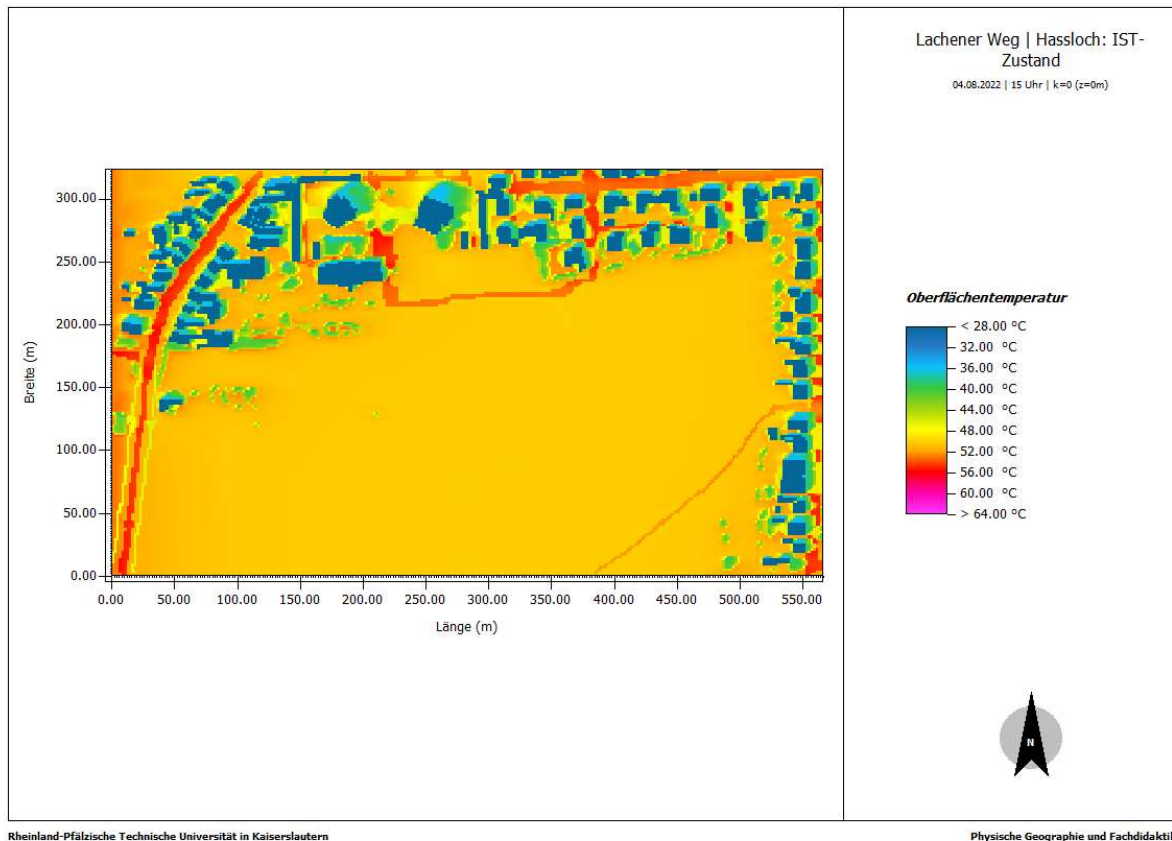 Lachener Weg | Hassloch: IST-
Zustand
04.08.2022 | 15 Uhr | k=0 (z=0m)
300.00
250.00
200.00
150.00
100.00
50.00
0.00
Breite (m)
0.00 50.00 100.00 150.00 200.00 250.00 300.00 350.00 400.00 450.00 500.00 550.00
Länge (m)
Oberflächentemperatur
< 28.00 °C
32.00 °C
36.00 °C
40.00 °C
44.00 °C
48.00 °C
52.00 °C
56.00 °C
60.00 °C
> 64.00 °C
N
Rheinland-Pfälzische Technische Universität in Kaiserslautern
Physische Geographie und Fachdidaktik